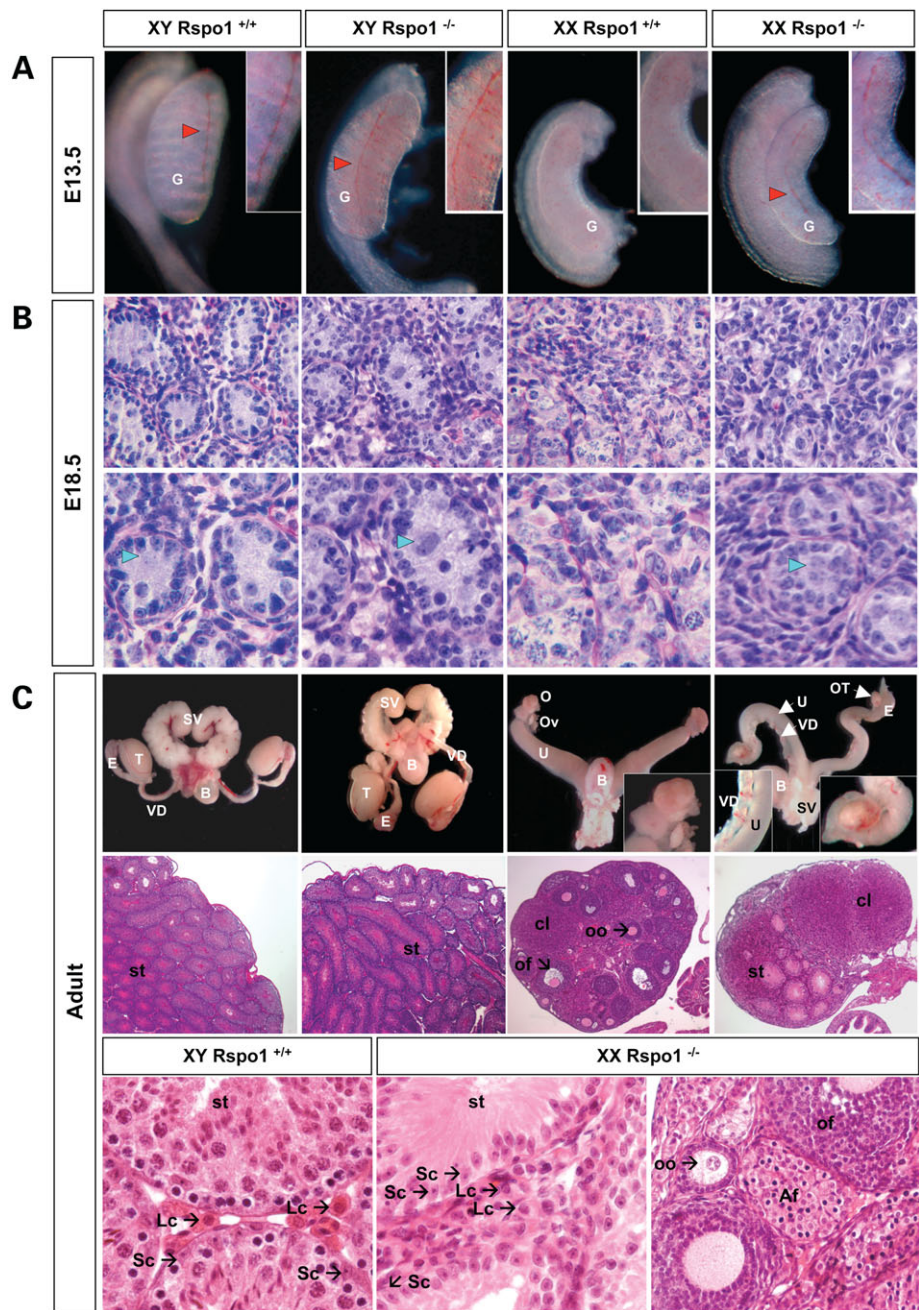 XY Rspo1 +/+ XY Rspo1 -/- XX Rspo1 +/+ XX Rspo1 -/-
A
E13.5
G G G G
B
E18.5
C
Adult
SV E T VD B
SV VD B T E
O Ov U B
OT U E VD B SV VD U
st
st
cl oo → of ↘
cl st
XY Rspo1 +/+ XX Rspo1 -/-
st Lc → Lc → Sc → Sc →
st Sc → Sc → Lc → Lc → ↙ Sc
of oo → Af